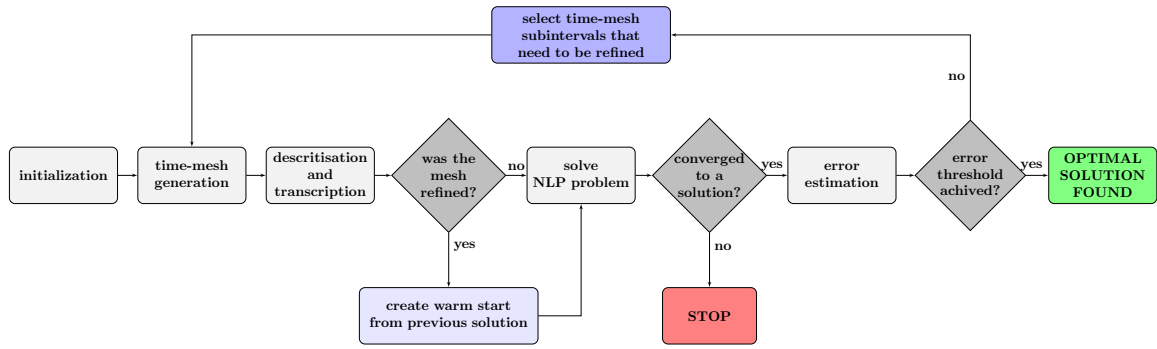 select time-mesh
subintervals that
need to be refined
no
initialization
time-mesh
generation
descritisation
and
transcription
was the
mesh
refined?
no
solve
NLP problem
converged
to a
solution?
yes
error
estimation
error
threshold
achived?
yes
OPTIMAL
SOLUTION
FOUND
yes
no
create warm start
from previous solution
STOP